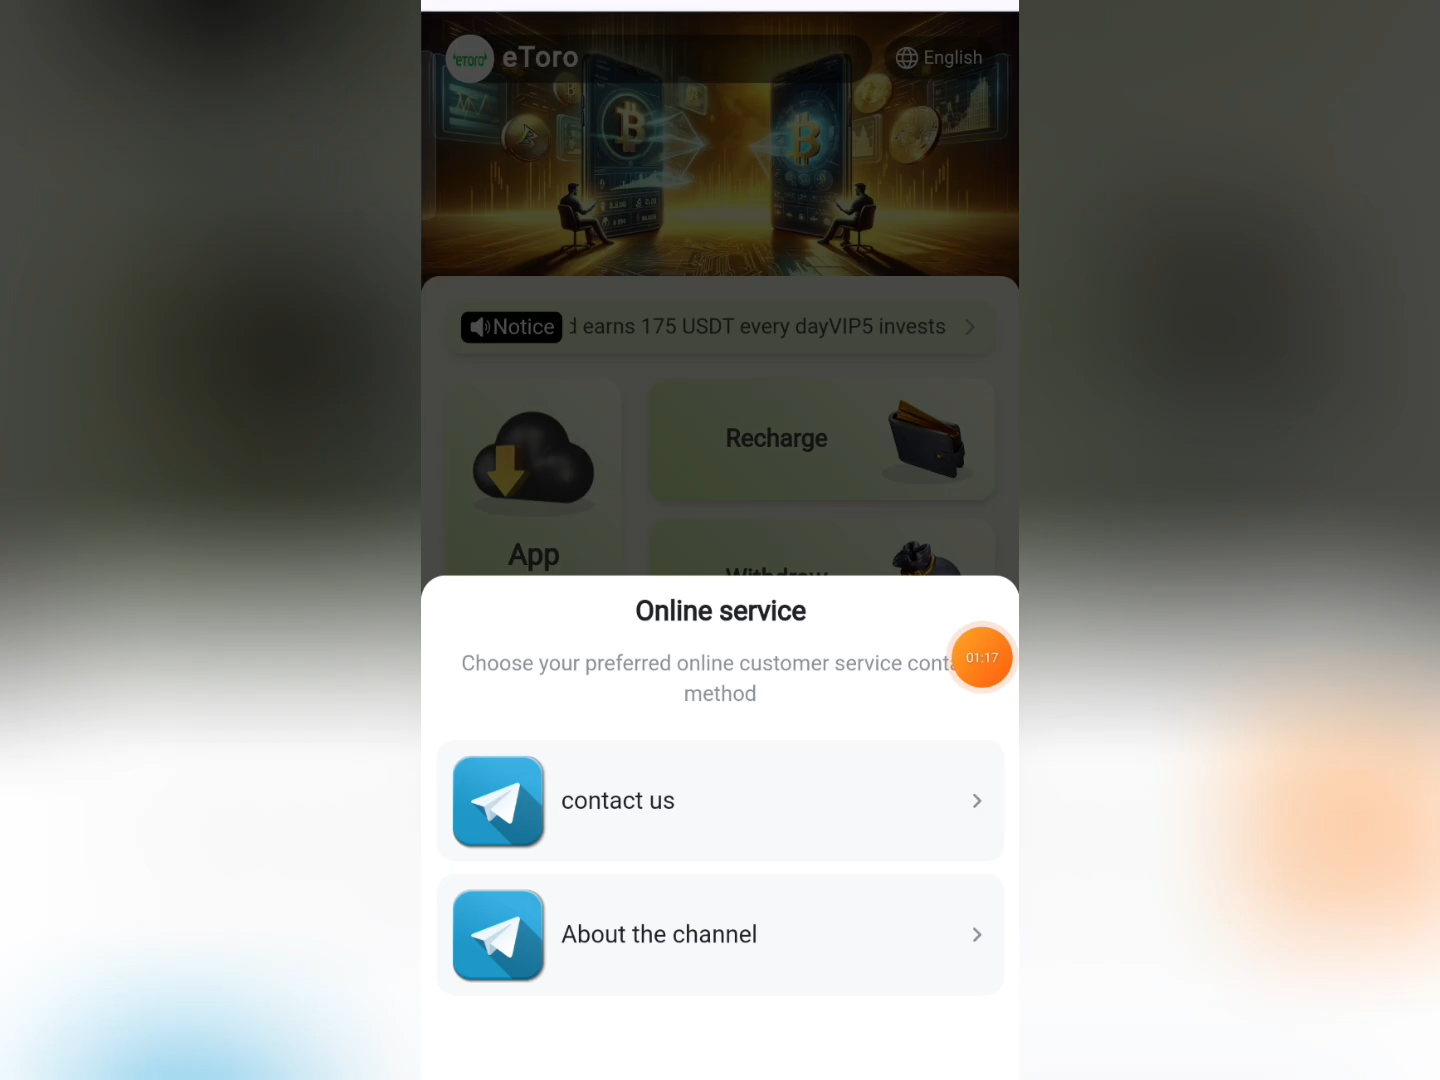 eTORO
eToro
English
Notice
d earns 175 USDT every dayVIP5 invests
Recharge
App
Withdraw
Online service
01:17
Choose your preferred online customer service
method
contact us
About the channel